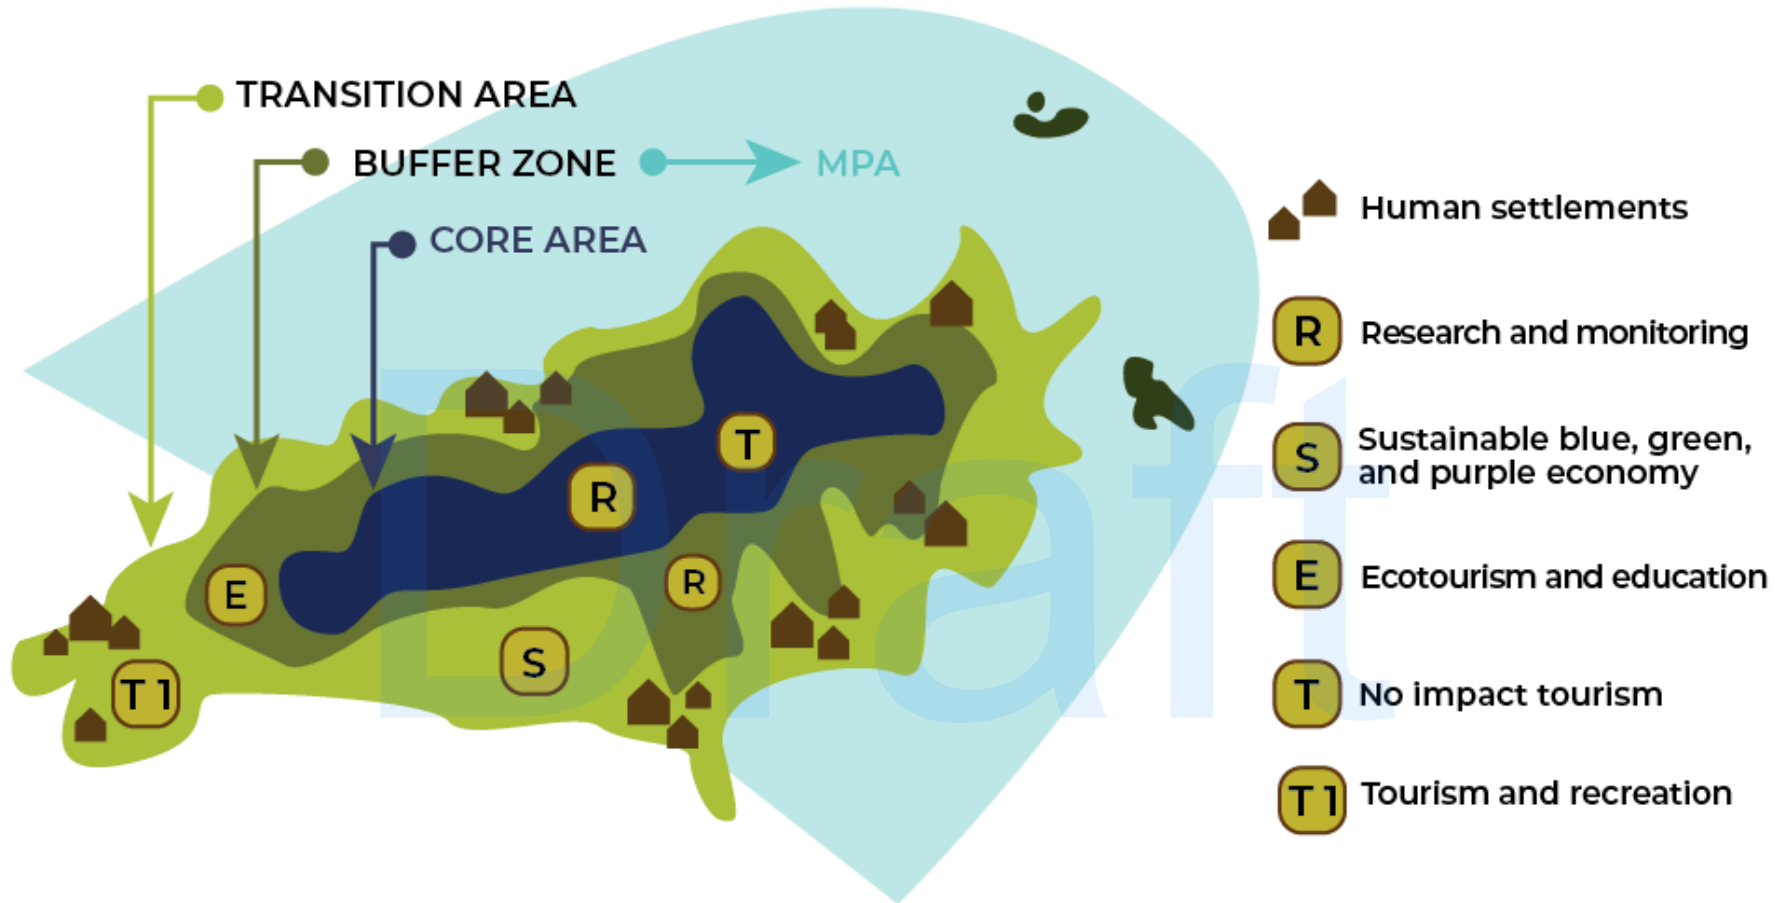 TRANSITION AREA
BUFFER ZONE
MPA
CORE AREA
Human settlements
R
Research and monitoring
S
Sustainable blue, green,
and purple economy
E
Ecotourism and education
T
No impact tourism
T1
Tourism and recreation
T
R
R
E
S
T1
Draft